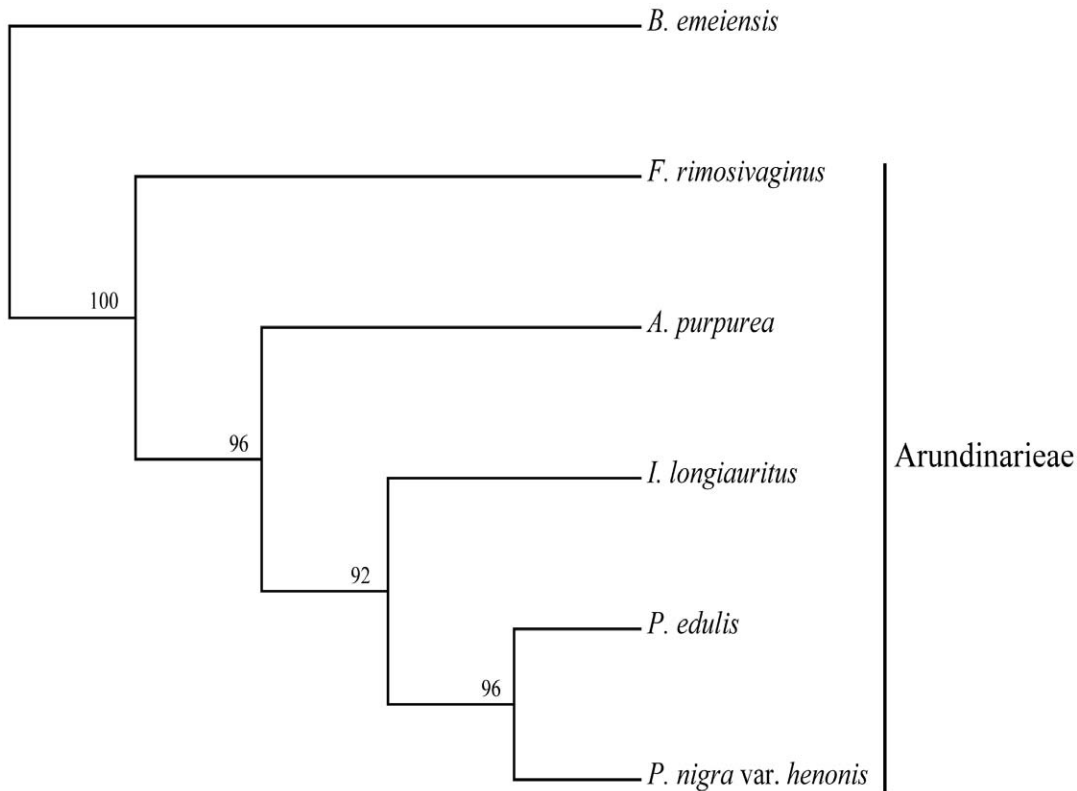 B. emeiensis
F. rimosivaginus
100
A. purpurea
96
Arundinarieae
I. longiauritus
92
P. edulis
96
P. nigra var. henonis